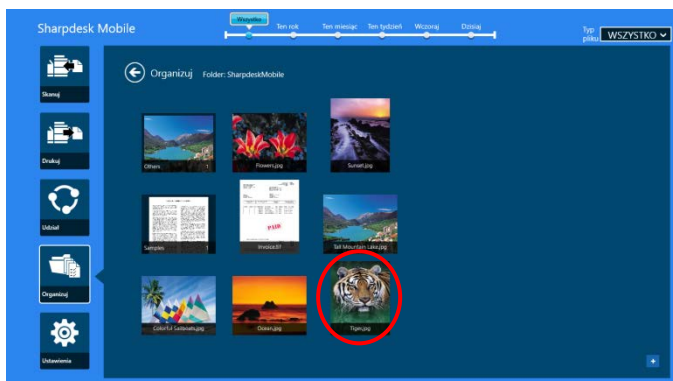 Sharpdesk Mobile
Wszystko
Ten rok
Ten miesiąc
Ten tydzień
Wczoraj
Dzisiaj
Typ pliku
WSZYSTKO
Skanuj
Drukuj
Udział
Organizuj
Ustawienia
Organizuj Folder: SharpdeskMobile
Others 1
Flowers.jpg
Sunset.jpg
Samples 1
Invoice.tif
Tall Mountain Lake.jpg
Colorful Sailboats.jpg
Ocean.jpg
Tiger.jpg